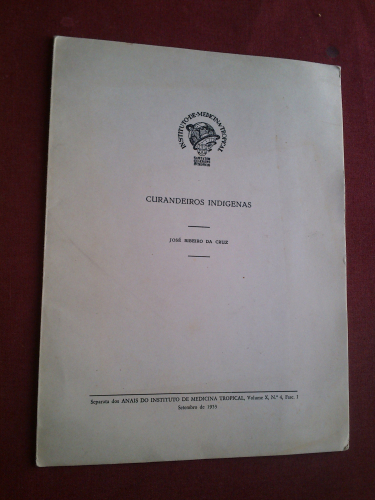 INSTITUTO·DE·MEDICINA·TROPICAL
CURANDEIROS INDIGENAS
JOSÉ RIBEIRO DA CRUZ
Separata dos ANAIS DO INSTITUTO DE MEDICINA TROPICAL, Volume X, N.º 4, Fasc. I
Setembro de 1953